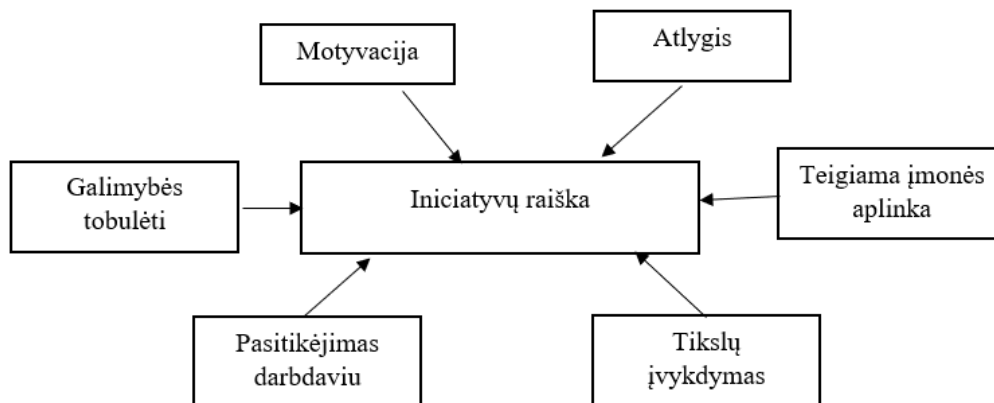 Motyvacija
Atlygis
Galimybės
tobulėti
Iniciatyvų raiška
Teigiama įmonės
aplinka
Pasitikėjimas
darbdaviu
Tikslų
įvykdymas